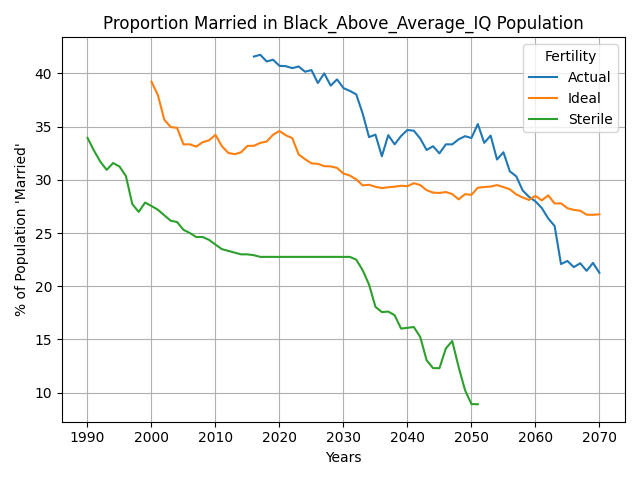 Proportion Married in Black_Above_Average_IQ Population
% of Population 'Married'
40
35
30
25
20
15
10
Fertility
Actual
Ideal
Sterile
1990 2000 2010 2020 2030 2040 2050 2060 2070
Years